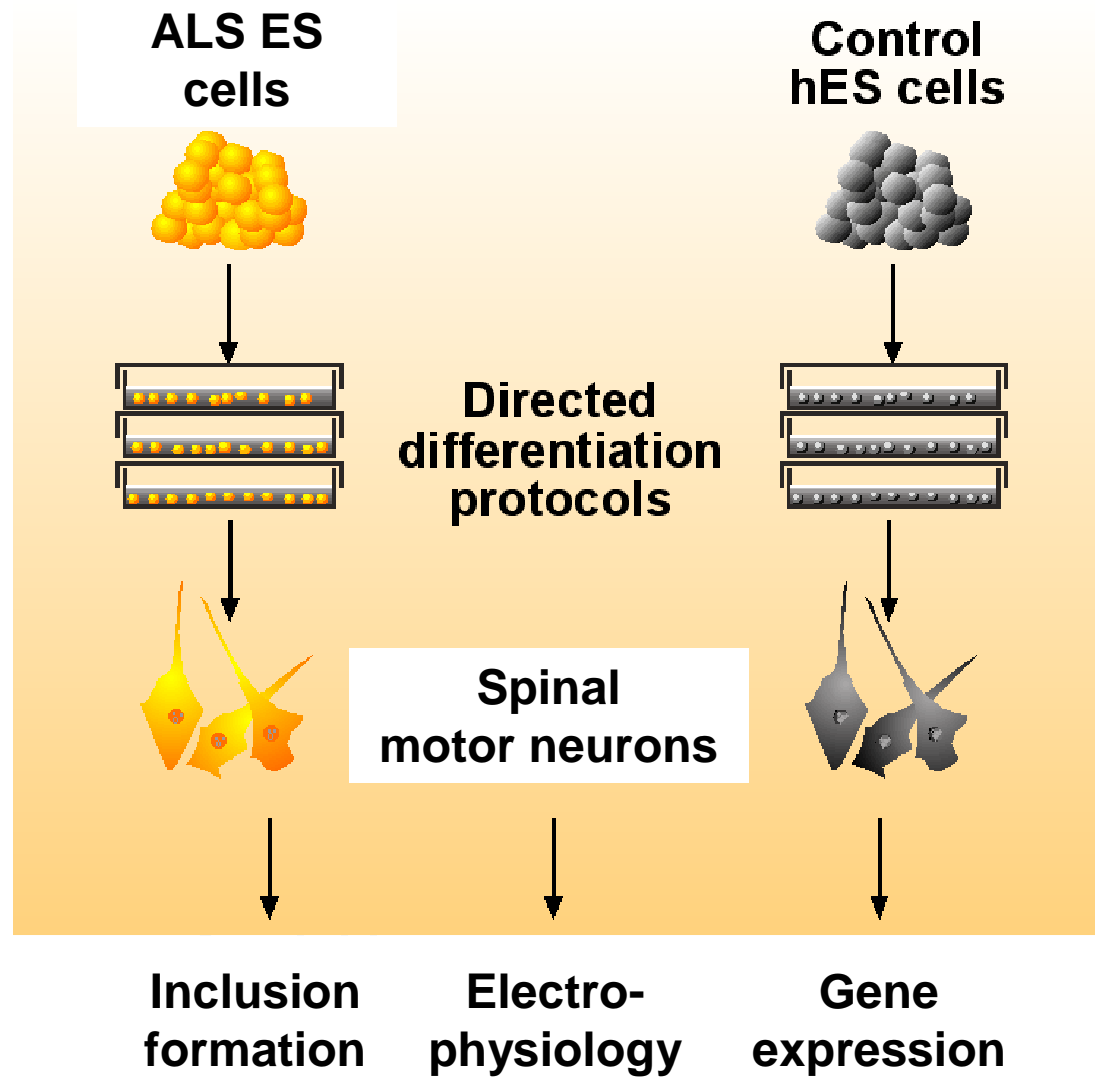 ALS ES
cells
Control
hES cells
Directed
differentiation
protocols
Spinal
motor neurons
Inclusion
formation
Electro-
physiology
Gene
expression